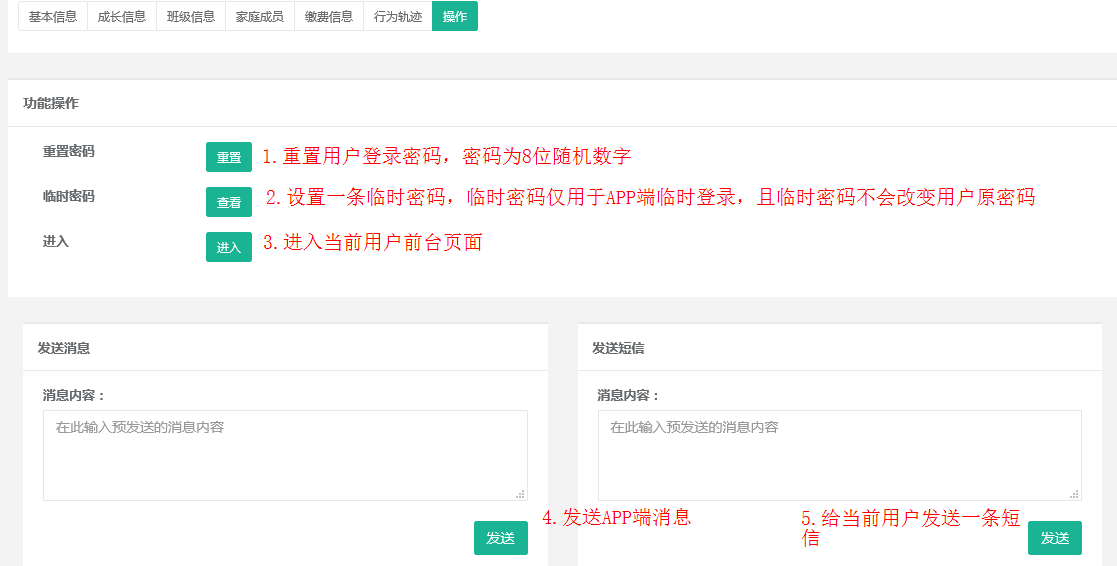 基本信息 成长信息 班级信息 家庭成员 缴费信息 行为轨迹 操作
功能操作
重置密码 重置 1.重置用户登录密码，密码为8位随机数字
临时密码 查看 2.设置一条临时密码，临时密码仅用于APP端临时登录，且临时密码不会改变用户原密码
进入 进入 3.进入当前用户前台页面
发送消息
消息内容：
在此输入预发送的消息内容
发送 4.发送APP端消息
发送短信
消息内容：
在此输入预发送的消息内容
5.给当前用户发送一条短
信
发送